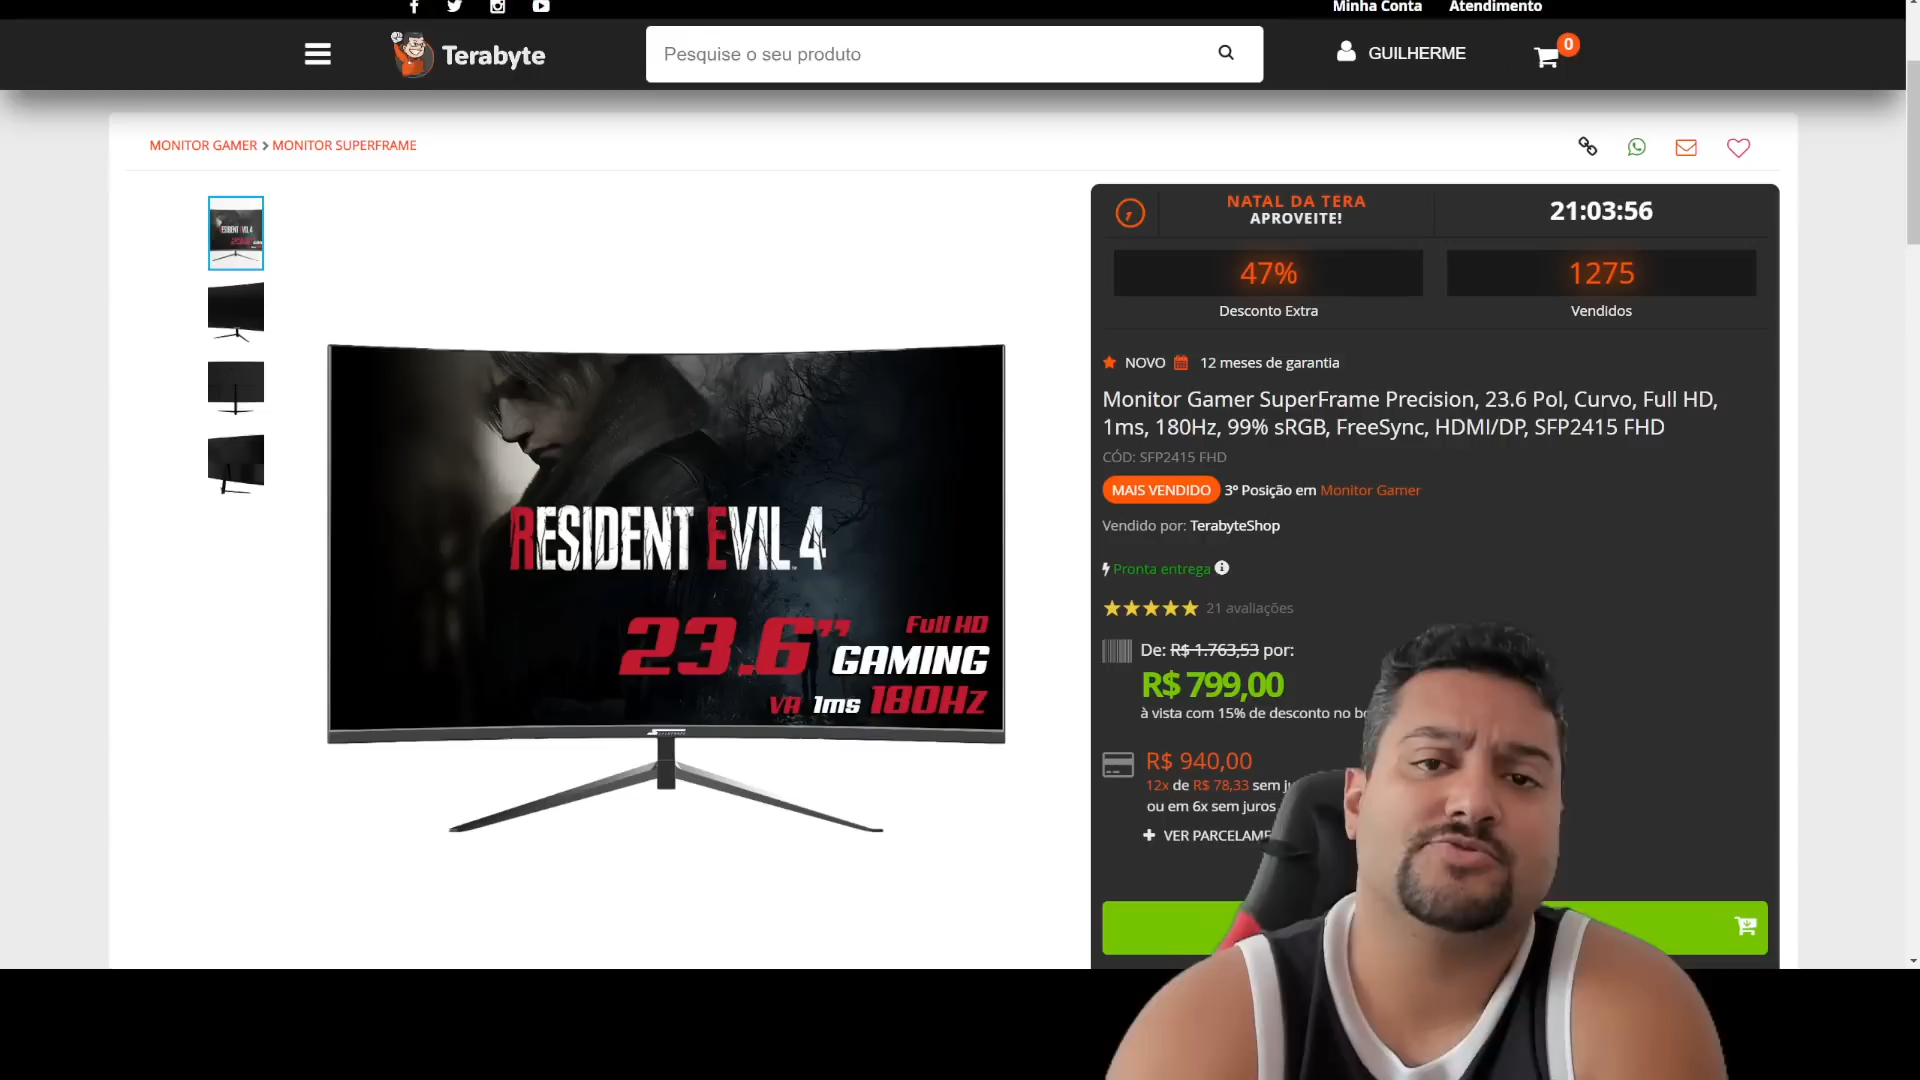 Minha Conta Atendimento
Terabyte
Pesquise o seu produto
GUILHERME
0
MONITOR GAMER > MONITOR SUPERFRAME
NATAL DA TERA
APROVEITE!
21:03:56
47%
Desconto Extra
1275
Vendidos
NOVO 12 meses de garantia
Monitor Gamer SuperFrame Precision, 23.6 Pol, Curvo, Full HD,
1ms, 180Hz, 99% sRGB, FreeSync, HDMI/DP, SFP2415 FHD
CÓD: SFP2415 FHD
MAIS VENDIDO 3º Posição em Monitor Gamer
Vendido por: TerabyteShop
Pronta entrega
21 avaliações
De: R$ 1.763,53 por:
R$ 799,00
à vista com 15% de desconto no bo
R$ 940,00
12x de R$ 78,33 sem ju
ou em 6x sem juros
+ VER PARCELAME
RESIDENT EVIL 4
23.6”
Full HD
GAMING
VA 1ms 180Hz